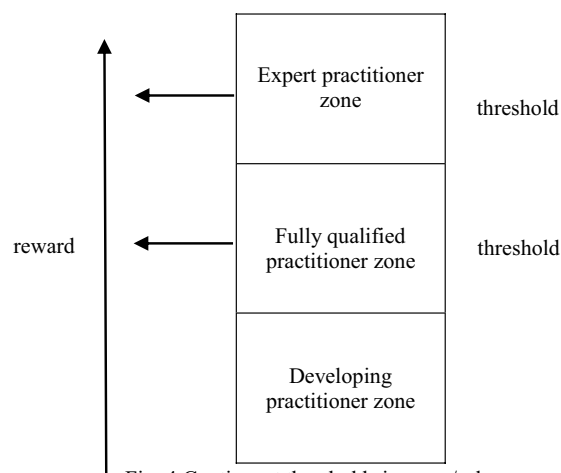 Expert practitioner
zone
threshold
reward
Fully qualified
practitioner zone
threshold
Developing
practitioner zone